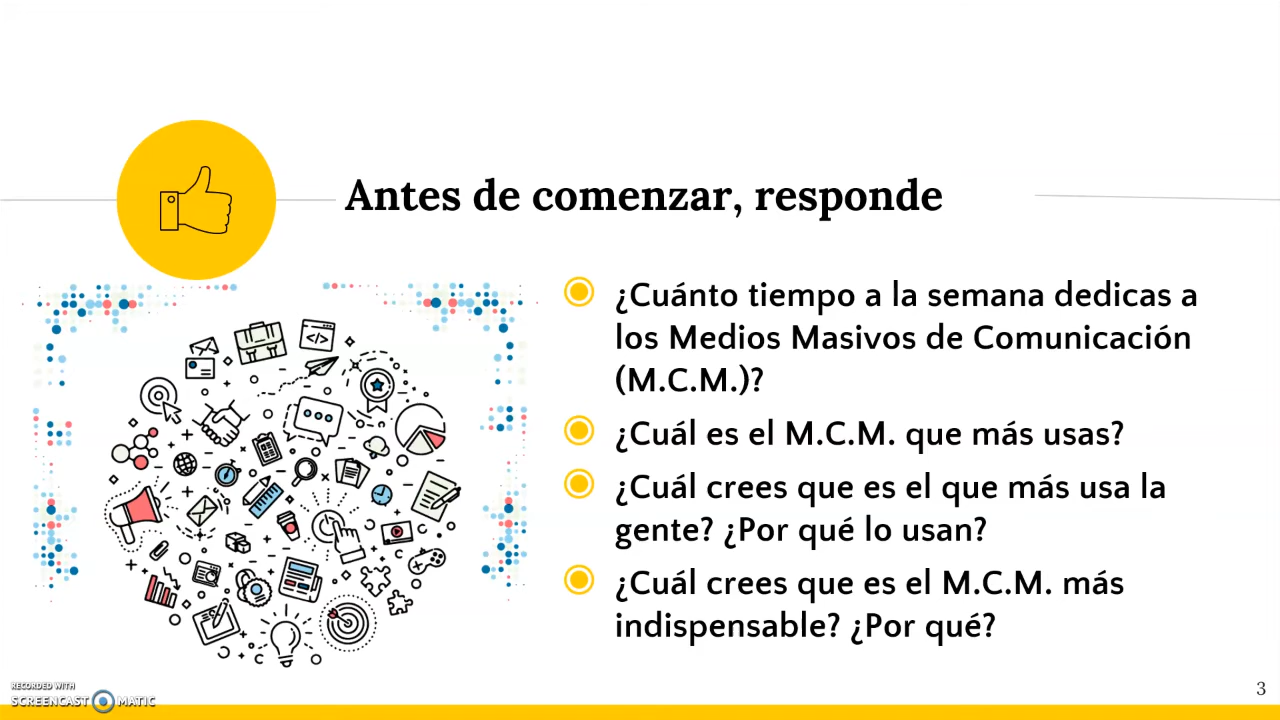 Antes de comenzar, responde
¿Cuánto tiempo a la semana dedicas a
los Medios Masivos de Comunicación
(M.C.M.)?
¿Cuál es el M.C.M. que más usas?
¿Cuál crees que es el que más usa la
gente? ¿Por qué lo usan?
¿Cuál crees que es el M.C.M. más
indispensable? ¿Por qué?
</>
RECORDED WITH
SCREENCAST MATIC
3